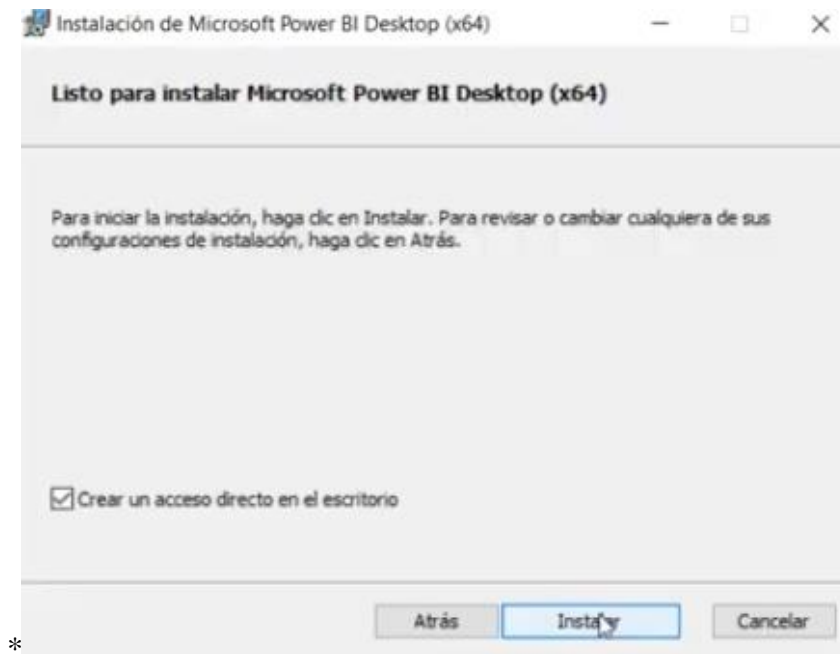 Instalación de Microsoft Power BI Desktop (x64)
Listo para instalar Microsoft Power BI Desktop (x64)
Para iniciar la instalación, haga clic en Instalar. Para revisar o cambiar cualquiera de sus
configuraciones de instalación, haga clic en Atrás.
Crear un acceso directo en el escritorio
Atrás Instalar Cancelar
*